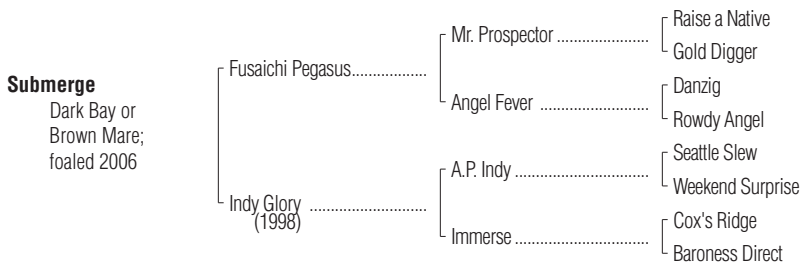 Submerge
Dark Bay or
Brown Mare;
foaled 2006
Fusaichi Pegasus..................
Indy Glory ............................
(1998)
Mr. Prospector ......................
Angel Fever ..........................
A.P. Indy ................................
Immerse ................................
Raise a Native
Gold Digger
Danzig
Rowdy Angel
Seattle Slew
Weekend Surprise
Cox's Ridge
Baroness Direct